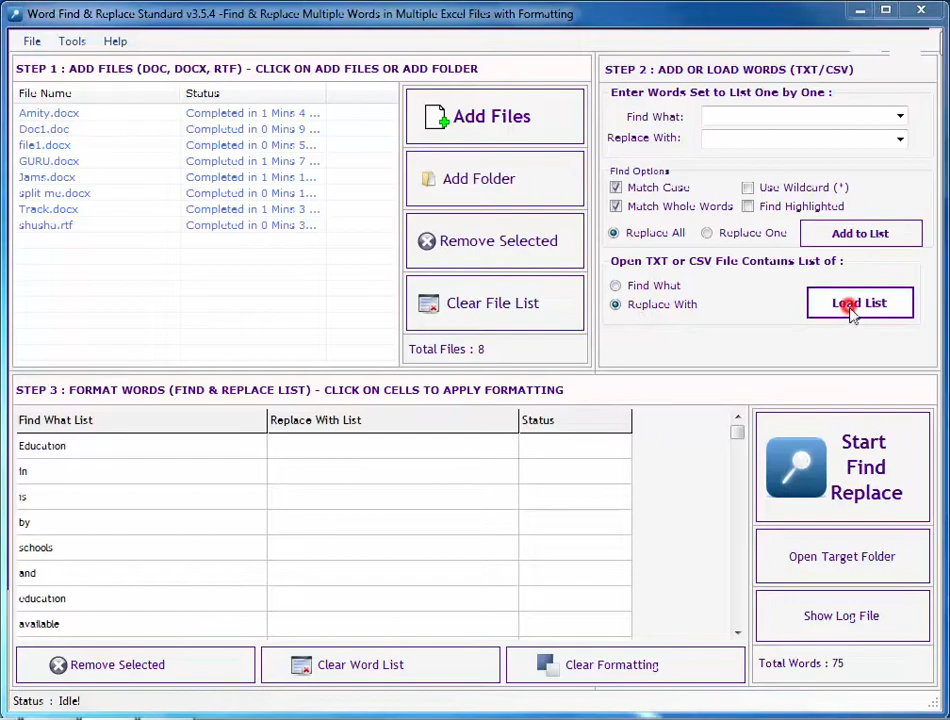 Word Find & Replace Standard v3.5.4 -Find & Replace Multiple Words in Multiple Excel Files with Formatting
File Tools Help
STEP 1 : ADD FILES (DOC, DOCX, RTF) - CLICK ON ADD FILES OR ADD FOLDER
File Name Status
Amity.docx Completed in 1 Mins 4 ...
Doc1.doc Completed in 0 Mins 9 ...
file1.docx Completed in 0 Mins 5...
GURU.docx Completed in 1 Mins 7 ...
Jams.docx Completed in 0 Mins 1...
split me.docx Completed in 0 Mins 1...
Track.docx Completed in 1 Mins 3 ...
shusha.rtf Completed in 0 Mins 3...
Add Files
Add Folder
Remove Selected
Clear File List
Total Files : 8
STEP 2 : ADD OR LOAD WORDS (TXT/CSV)
Enter Words Set to List One by One :
Find What:
Replace With:
Find Options
Match Case Use Wildcard (*)
Match Whole Words Find Highlighted
Replace All Replace One Add to List
Open TXT or CSV File Contains List of :
Find What
Replace With Load List
STEP 3 : FORMAT WORDS (FIND & REPLACE LIST) - CLICK ON CELLS TO APPLY FORMATTING
Find What List Replace With List Status
Education
in
is
by
schools
and
education
available
Remove Selected Clear Word List Clear Formatting
Start
Find
Replace
Open Target Folder
Show Log File
Total Words : 75
Status : Idle!